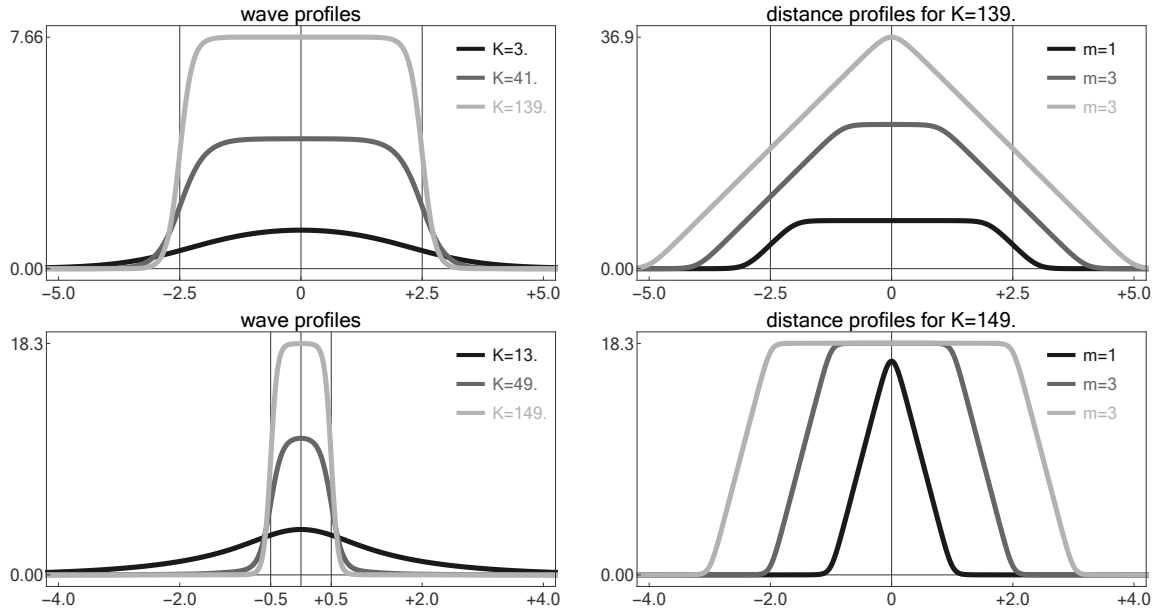 wave profiles
7.66
0.00
K=3.
K=41.
K=139.
−5.0 −2.5 0 +2.5 +5.0
distance profiles for K=139.
36.9
0.00
m=1
m=3
m=3
−5.0 −2.5 0 +2.5 +5.0
wave profiles
18.3
0.00
K=13.
K=49.
K=149.
−4.0 −2.0 −0.5 +0.5 +2.0 +4.0
distance profiles for K=149.
18.3
0.00
m=1
m=3
m=3
−4.0 −2.0 0 +2.0 +4.0